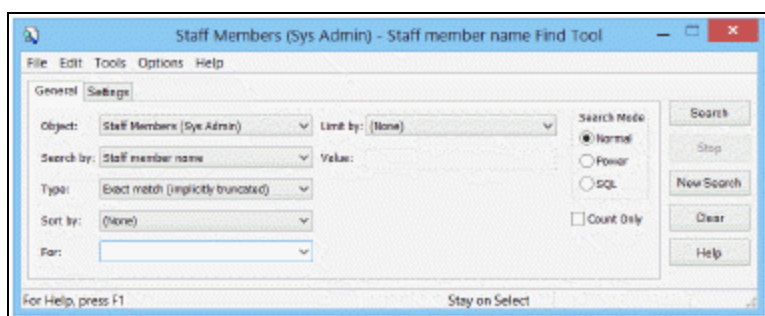 Staff Members (Sys Admin) - Staff member name Find Tool
File Edit Tools Options Help
General Settings
Object: Staff Members (Sys Admin) Limit by: (None) Search Mode Search
Normal
Search by: Staff member name Value: Power Stop
Type: Exact match (implicitly truncated) SQL New Search
Sort by: (None) Count Only Clear
For: Help
For Help, press F1 Stay on Select